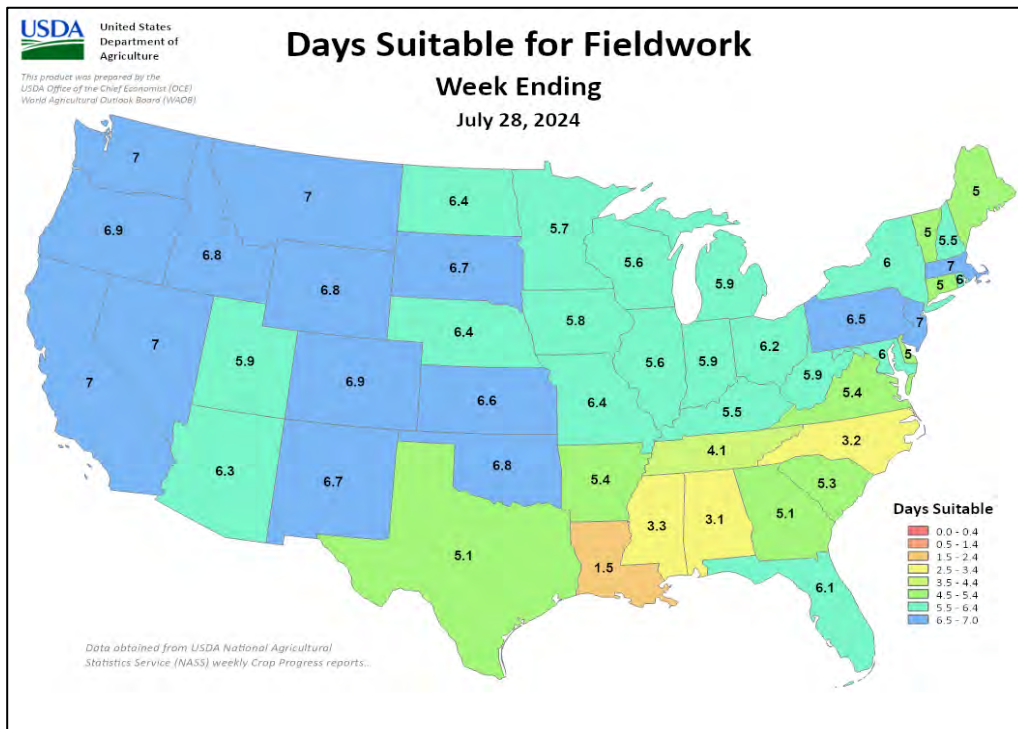 USDA
United States
Department of
Agriculture
This product was prepared by the
USDA Office of the Chief Economist (OCE)
World Agricultural Outlook Board (WAOB)
Days Suitable for Fieldwork
Week Ending
July 28, 2024
7
7
6.4
5.7
5
6.9
6.8
6.8
6.7
5.6
5.9
6
5
5.5
7
5
6
7
7
5.9
6.9
6.4
5.8
5.6
5.9
6.2
6.5
7
6.6
6.4
5.5
5.9
6
5
5.4
6.3
6.7
6.8
5.4
4.1
3.2
5.3
5.1
3.3
3.1
5.1
1.5
6.1
Days Suitable
0.0 - 0.4
0.5 - 1.4
1.5 - 2.4
2.5 - 3.4
3.5 - 4.4
4.5 - 5.4
5.5 - 6.4
6.5 - 7.0
Data obtained from USDA National Agricultural
Statistics Service (NASS) weekly Crop Progress reports..